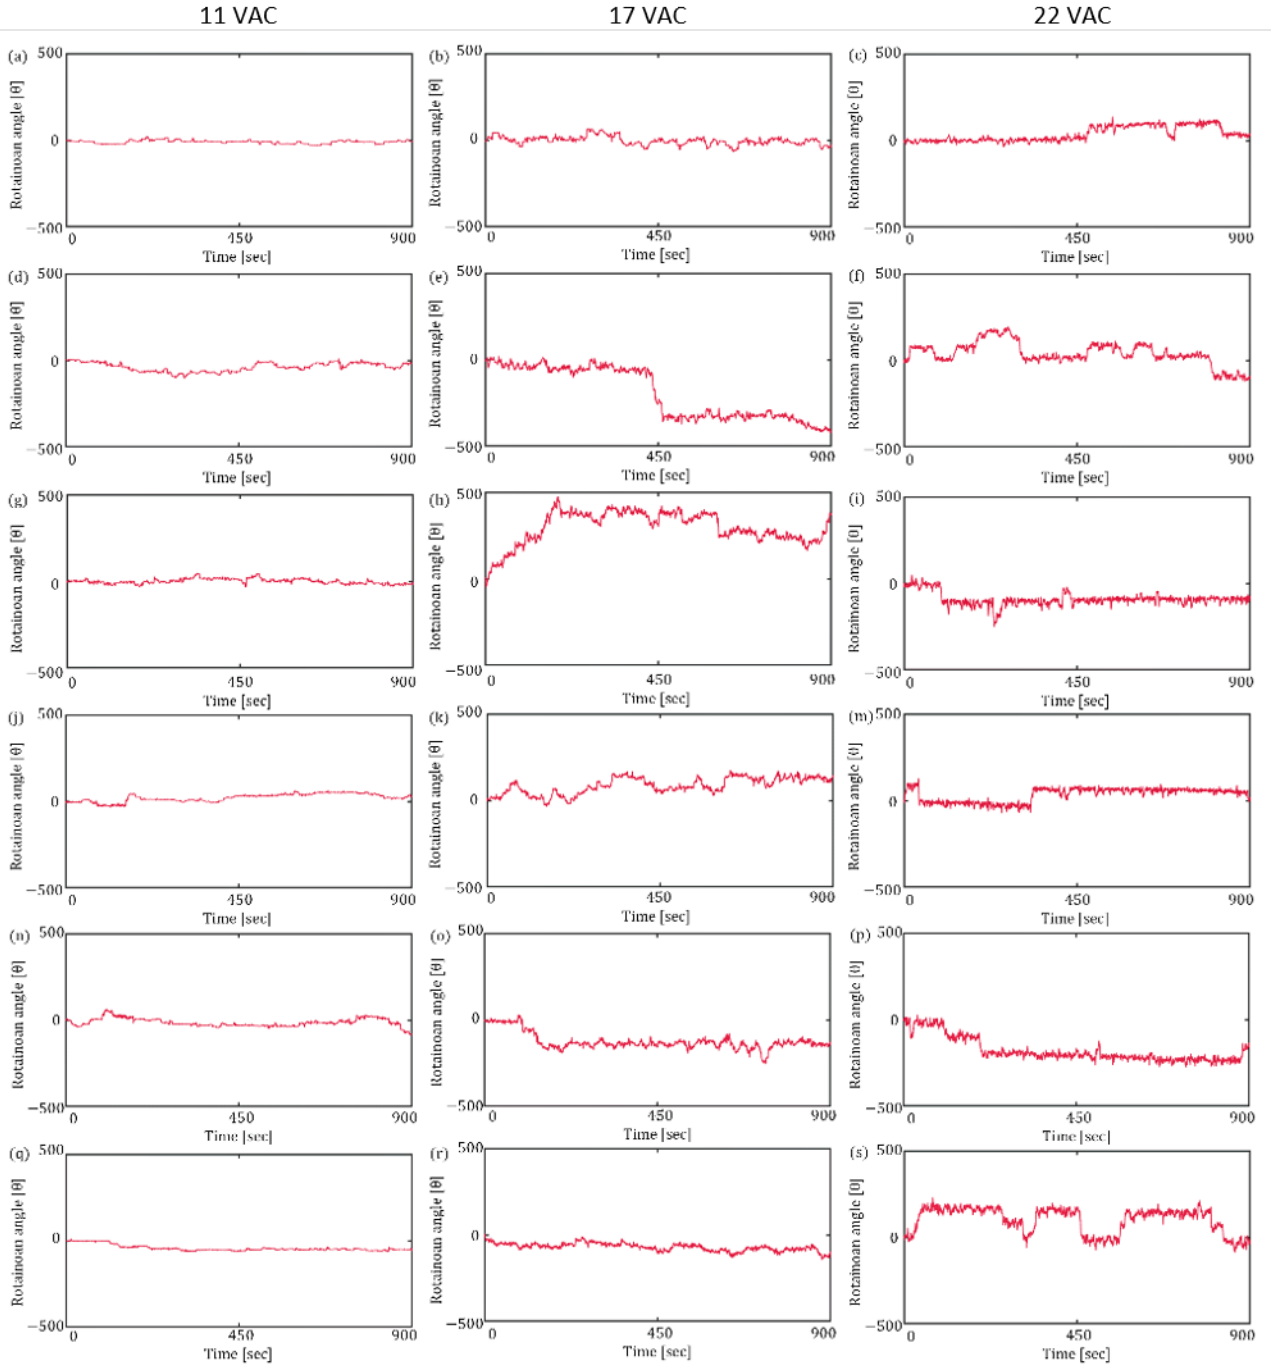 11 VAC 17 VAC 22 VAC
(a) 500 (b) 500 (c) 500
Rotainoan angle [θ] Rotainoan angle [θ] Rotainoan angle [θ]
0 0 0
−500 −500 −500
0 450 900 0 450 900 0 450 900
Time [sec] Time [sec] Time [sec]
(d) 500 (e) 500 (f) 500
Rotainoan angle [θ] Rotainoan angle [θ] Rotainoan angle [θ]
0 0 0
−500 −500 −500
0 450 900 0 450 900 0 450 900
Time [sec] Time [sec] Time [sec]
(g) 500 (h) 500 (i) 500
Rotainoan angle [θ] Rotainoan angle [θ] Rotainoan angle [θ]
0 0 0
−500 −500 −500
0 450 900 0 450 900 0 450 900
Time [sec] Time [sec] Time [sec]
(j) 500 (k) 500 (m) 500
Rotainoan angle [θ] Rotainoan angle [θ] Rotainoan angle [θ]
0 0 0
−500 −500 −500
0 450 900 0 450 900 0 450 900
Time [sec] Time [sec] Time [sec]
(n) 500 (o) 500 (p) 500
Rotainoan angle [θ] Rotainoan angle [θ] Rotainoan angle [θ]
0 0 0
−500 −500 −500
0 450 900 0 450 900 0 450 900
Time [sec] Time [sec] Time [sec]
(q) 500 (r) 500 (s) 500
Rotainoan angle [θ] Rotainoan angle [θ] Rotainoan angle [θ]
0 0 0
−500 −500 −500
0 450 900 0 450 900 0 450 900
Time [sec] Time [sec] Time [sec]